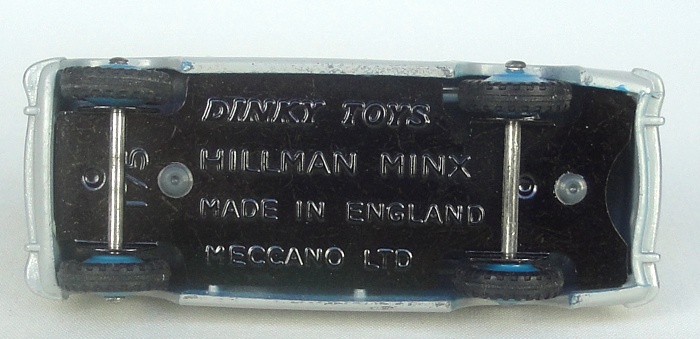 DINKY TOYS
HILLMAN MINX
MADE IN ENGLAND
MECCANO LTD
175